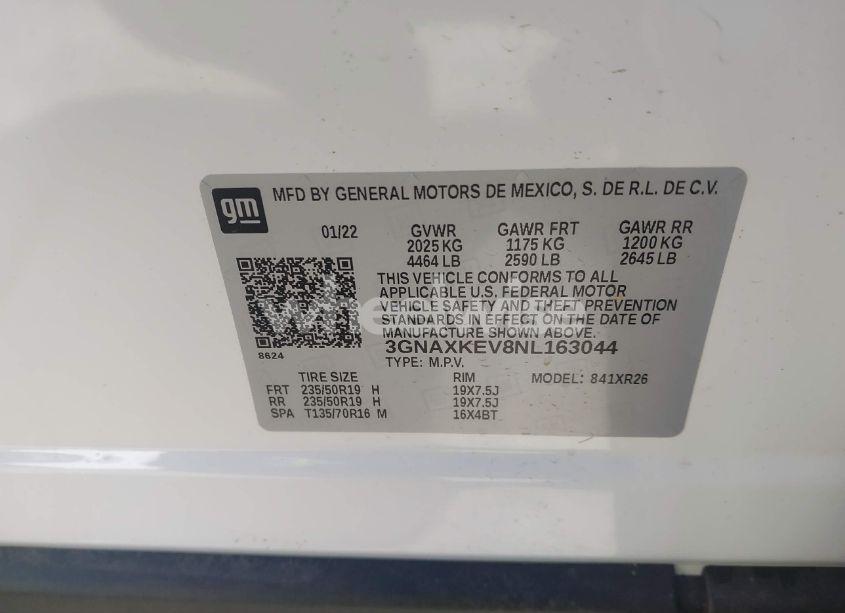 gm
MFD BY GENERAL MOTORS DE MEXICO, S. DE R.L. DE C.V.
01/22 GVWR GAWR FRT GAWR RR
2025 KG 1175 KG 1200 KG
4464 LB 2590 LB 2645 LB
THIS VEHICLE CONFORMS TO ALL
APPLICABLE U.S. FEDERAL MOTOR
VEHICLE SAFETY AND THEFT PREVENTION
STANDARDS IN EFFECT ON THE DATE OF
MANUFACTURE SHOWN ABOVE.
8624
3GNAXKEV8NL163044
TYPE: M.P.V.
TIRE SIZE RIM MODEL: 841XR26
FRT 235/50R19 H 19X7.5J
RR 235/50R19 H 19X7.5J
SPA T135/70R16 M 16X4BT